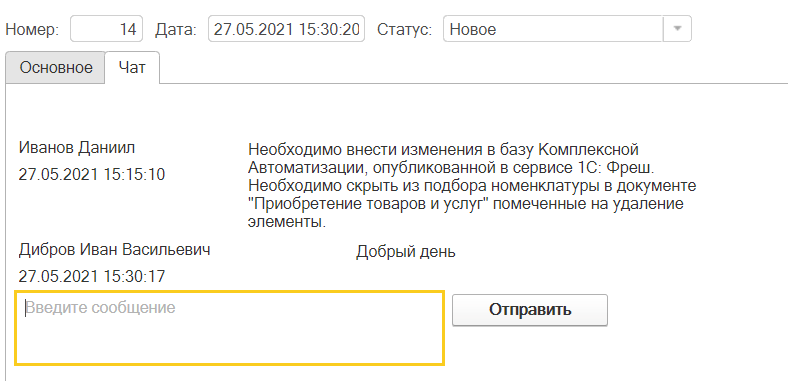 Номер: 14 Дата: 27.05.2021 15:30:20 Статус: Новое
Основное Чат
Иванов Даниил
27.05.2021 15:15:10
Необходимо внести изменения в базу Комплексной
Автоматизации, опубликованной в сервисе 1С: Фреш.
Необходимо скрыть из подбора номенклатуры в документе
"Приобретение товаров и услуг" помеченные на удаление
элементы.
Дибров Иван Васильевич
27.05.2021 15:30:17
Добрый день
Введите сообщение
Отправить